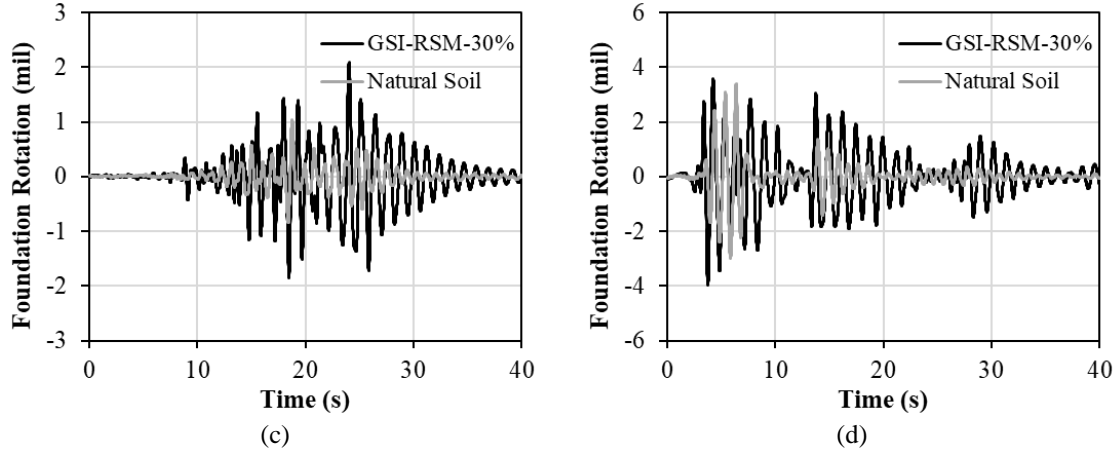 Foundation Rotation (mil)
3
2
1
0
-1
-2
-3
GSI-RSM-30%
Natural Soil
0
10
20
30
40
Time (s)
(c)
Foundation Rotation (mil)
6
4
2
0
-2
-4
-6
GSI-RSM-30%
Natural Soil
0
10
20
30
40
Time (s)
(d)